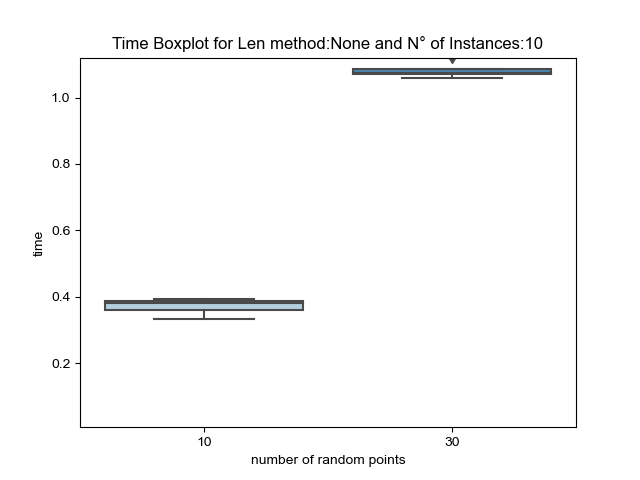 Time Boxplot for Len method:None and N° of Instances:10
1.0
0.8
0.6
0.4
0.2
time
10 30
number of random points